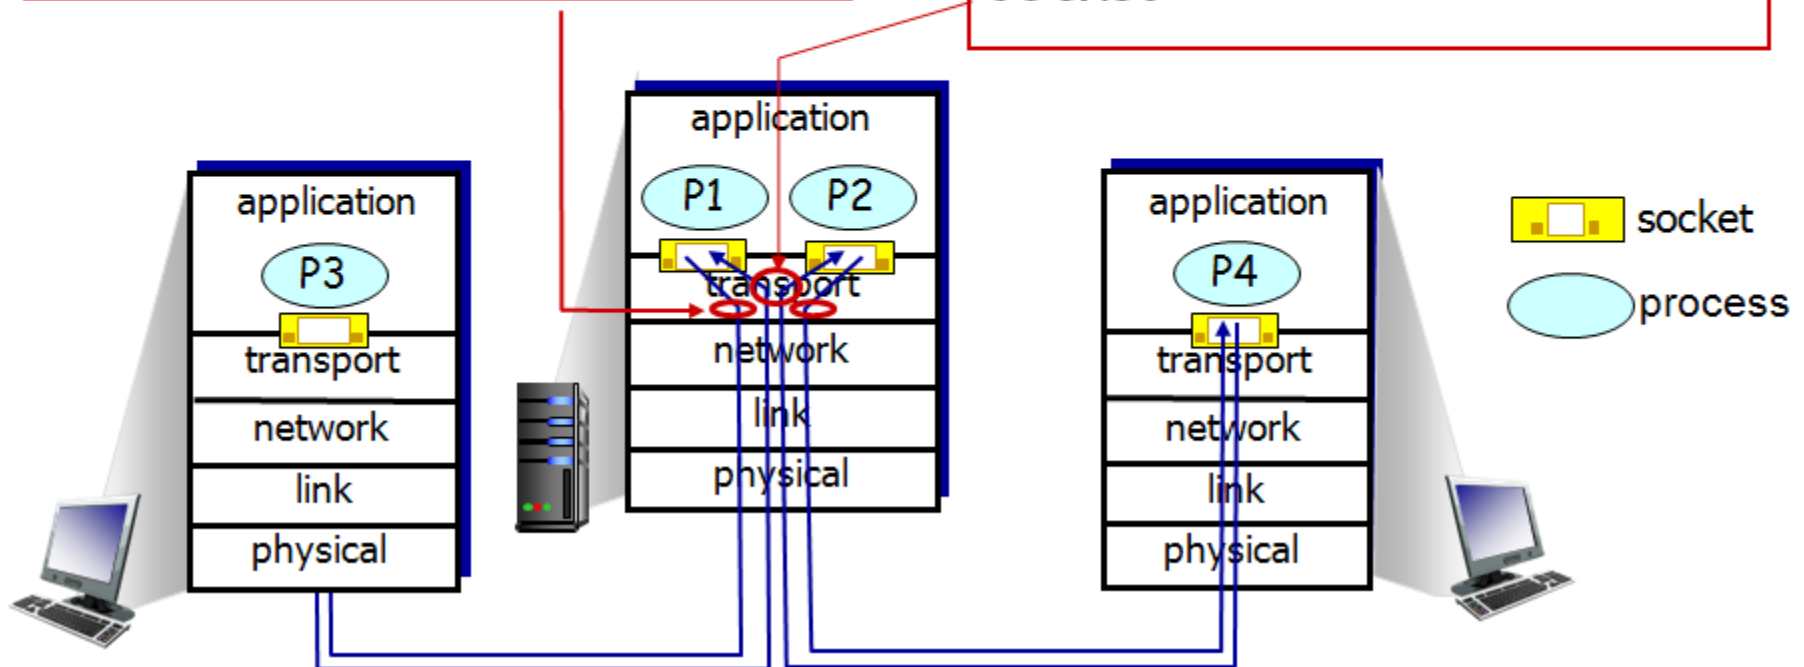 application
P1 P2
transport
network
link
physical
application
P3
transport
network
link
physical
application
P4
transport
network
link
physical
socket
process